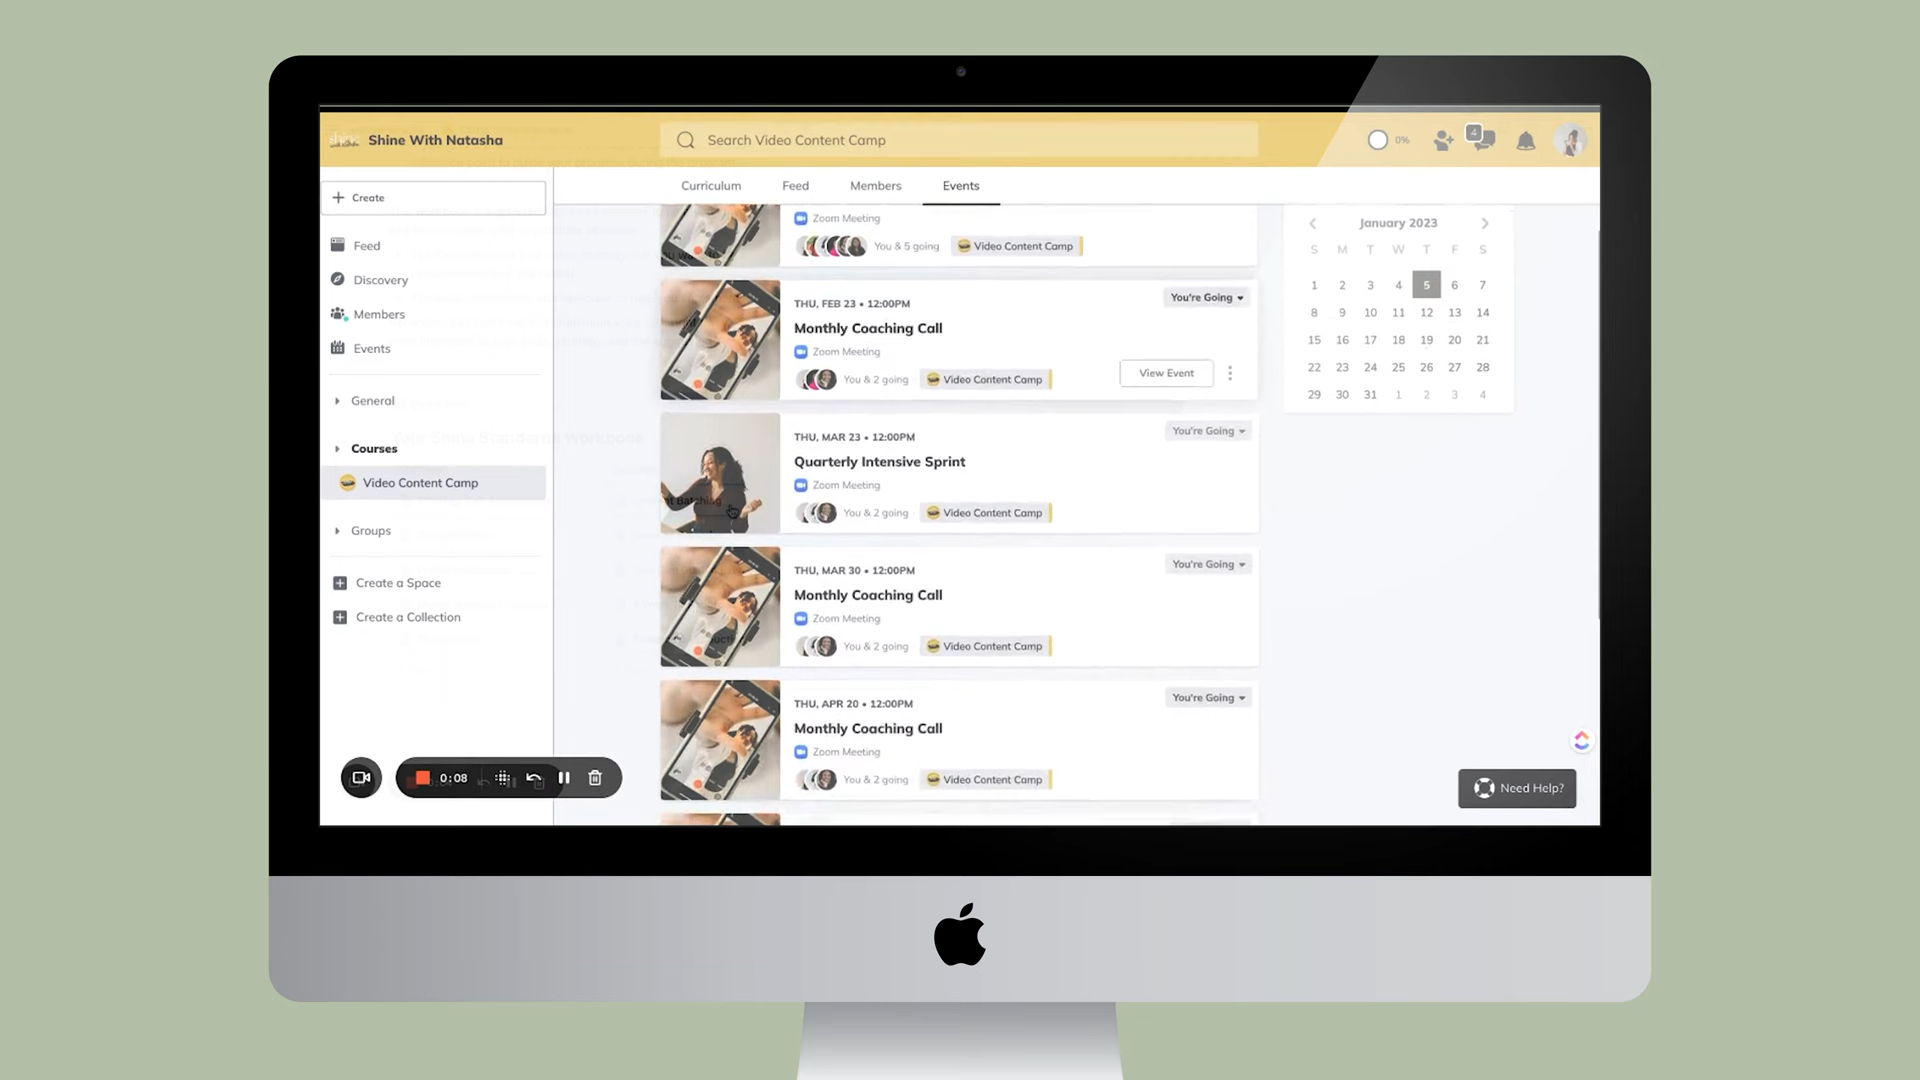 Shine With Natasha
Search Video Content Camp
0%
4
Create
Curriculum
Feed
Members
Events
Feed
Discovery
Members
Events
General
Courses
Video Content Camp
Groups
Create a Space
Create a Collection
0:08
Zoom Meeting
You & 5 going
Video Content Camp
THU, FEB 23 • 12:00PM
You're Going
Monthly Coaching Call
Zoom Meeting
You & 2 going
Video Content Camp
View Event
THU, MAR 23 • 12:00PM
You're Going
Quarterly Intensive Sprint
Zoom Meeting
You & 2 going
Video Content Camp
THU, MAR 30 • 12:00PM
You're Going
Monthly Coaching Call
Zoom Meeting
You & 2 going
Video Content Camp
THU, APR 20 • 12:00PM
You're Going
Monthly Coaching Call
Zoom Meeting
You & 2 going
Video Content Camp
January 2023
S M T W T F S
1 2 3 4 5 6 7
8 9 10 11 12 13 14
15 16 17 18 19 20 21
22 23 24 25 26 27 28
29 30 31 1 2 3 4
Need Help?